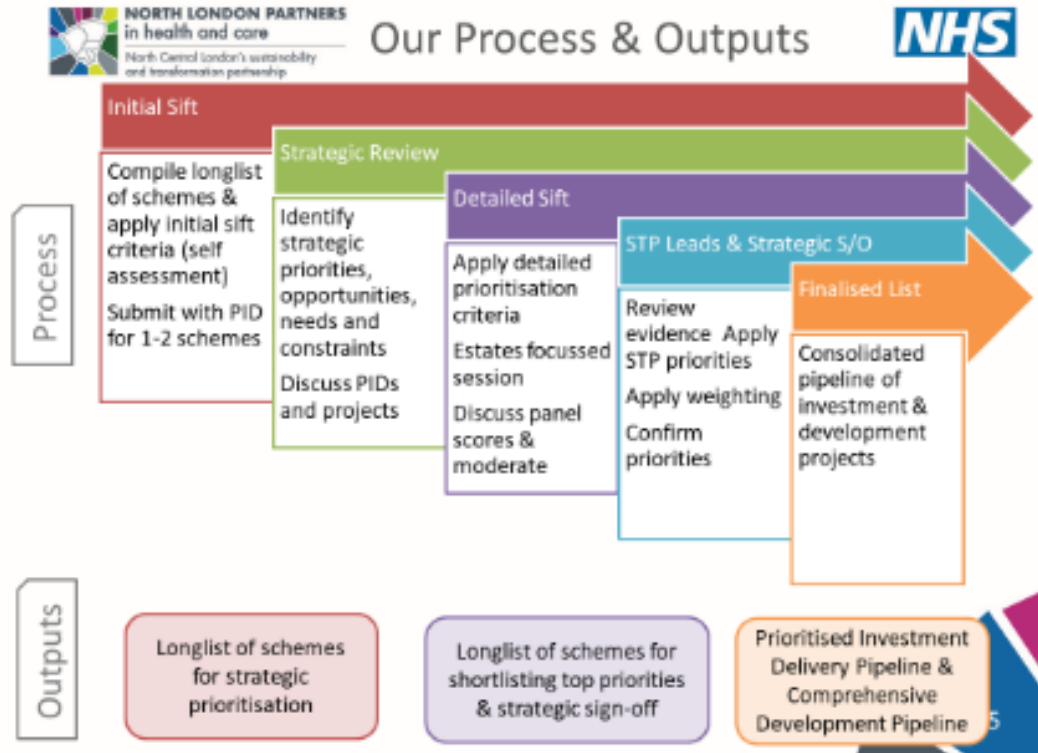 NORTH LONDON PARTNERS
in health and care
North Central London's sustainability
and transformation partnership
Our Process & Outputs
NHS
Initial Sift
Compile longlist
of schemes &
apply initial sift
criteria (self
assessment)
Submit with PID
for 1-2 schemes
Strategic Review
Identify
strategic
priorities,
opportunities,
needs and
constraints
Discuss PIDs
and projects
Detailed Sift
Apply detailed
prioritisation
criteria
Estates focussed
session
Discuss panel
scores &
moderate
STP Leads & Strategic S/O
Review
evidence Apply
STP priorities
Apply weighting
Confirm
priorities
Finalised List
Consolidated
pipeline of
investment &
development
projects
Process
Outputs
Longlist of schemes
for strategic
prioritisation
Longlist of schemes for
shortlisting top priorities
& strategic sign-off
Prioritised Investment
Delivery Pipeline &
Comprehensive
Development Pipeline
5